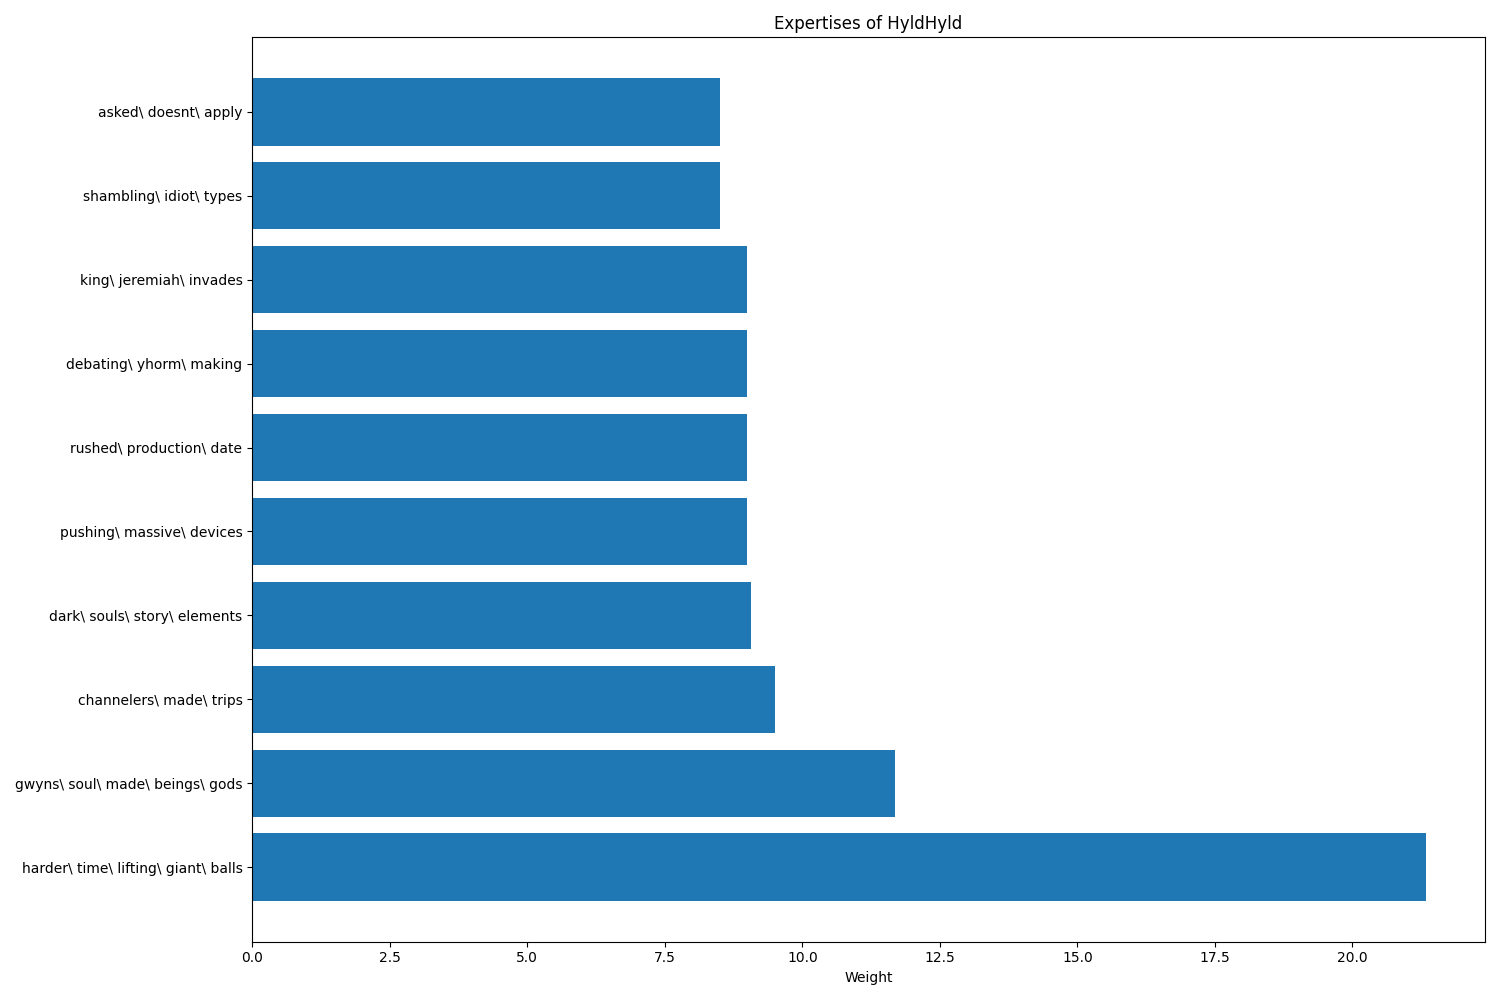 Expertises of HyldHyld
asked\ doesnt\ apply
shambling\ idiot\ types
king\ jeremiah\ invades
debating\ yhorm\ making
rushed\ production\ date
pushing\ massive\ devices
dark\ souls\ story\ elements
channelers\ made\ trips
gwyns\ soul\ made\ beings\ gods
harder\ time\ lifting\ giant\ balls
0.0 2.5 5.0 7.5 10.0 12.5 15.0 17.5 20.0
Weight